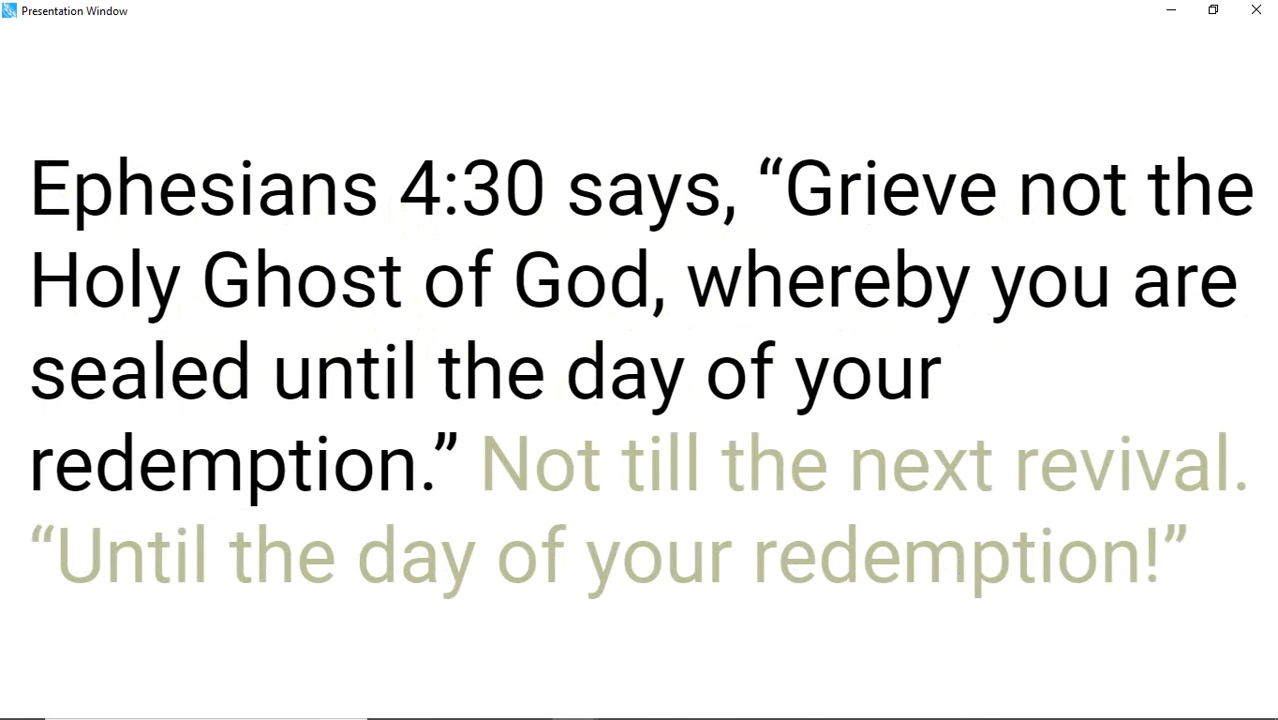 Presentation Window
Ephesians 4:30 says, “Grieve not the
Holy Ghost of God, whereby you are
sealed until the day of your
redemption.” Not till the next revival.
“Until the day of your redemption!”